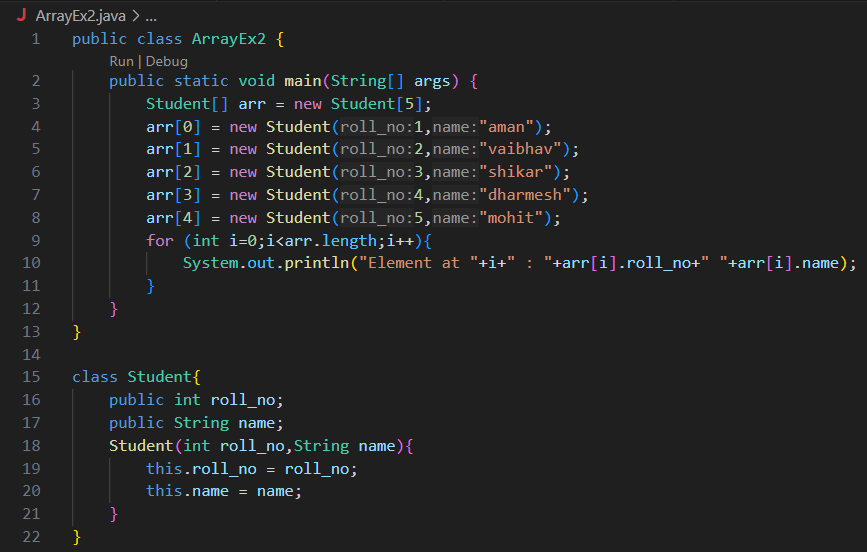 J ArrayEx2.java > ...
1 public class ArrayEx2 {
Run | Debug
2 public static void main(String[] args) {
3 Student[] arr = new Student[5];
4 arr[0] = new Student(roll_no:1,name:"aman");
5 arr[1] = new Student(roll_no:2,name:"vaibhav");
6 arr[2] = new Student(roll_no:3,name:"shikar");
7 arr[3] = new Student(roll_no:4,name:"dharmesh");
8 arr[4] = new Student(roll_no:5,name:"mohit");
9 for (int i=0;i<arr.length;i++){
10 System.out.println("Element at "+i+" : "+arr[i].roll_no+" "+arr[i].name);
11 }
12 }
13 }
14
15 class Student{
16 public int roll_no;
17 public String name;
18 Student(int roll_no,String name){
19 this.roll_no = roll_no;
20 this.name = name;
21 }
22 }